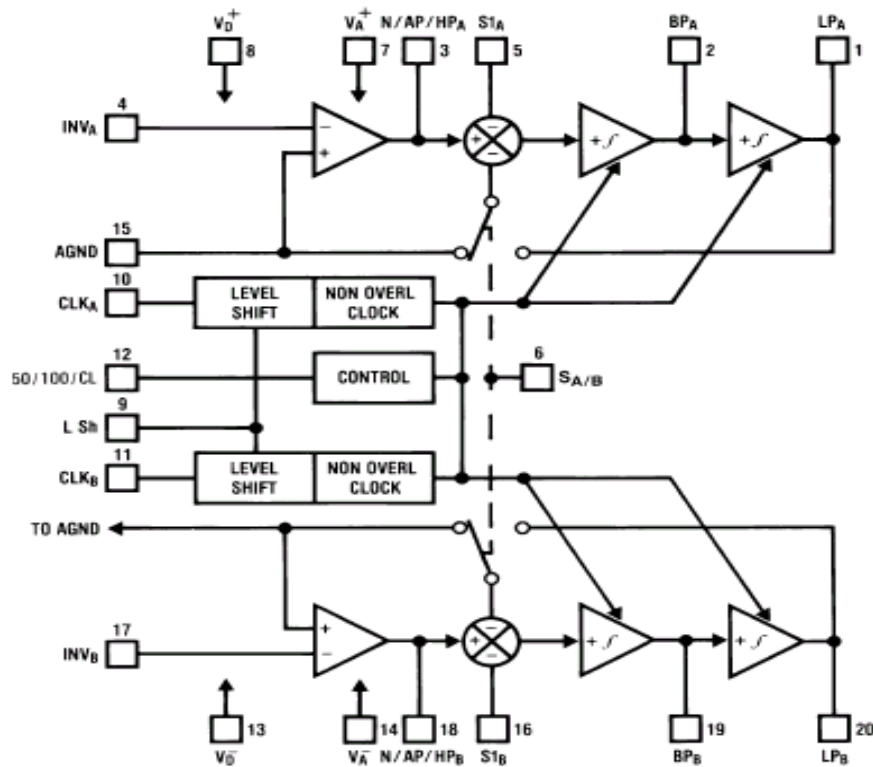 V_D^+ V_A^+ N/AP/HP_A S1_A BP_A LP_A
8 7 3 5 2 1
4
INV_A
− +
+ − −
+ ∫ + ∫
15
AGND
10
CLK_A
LEVEL SHIFT
NON OVERL CLOCK
12
50/100/CL
CONTROL
6
S_A/B
9
L Sh
11
CLK_B
LEVEL SHIFT
NON OVERL CLOCK
TO AGND
17
INV_B
+ −
+ − −
+ ∫ + ∫
13 14 18 16 19 20
V_D^- V_A^- N/AP/HP_B S1_B BP_B LP_B